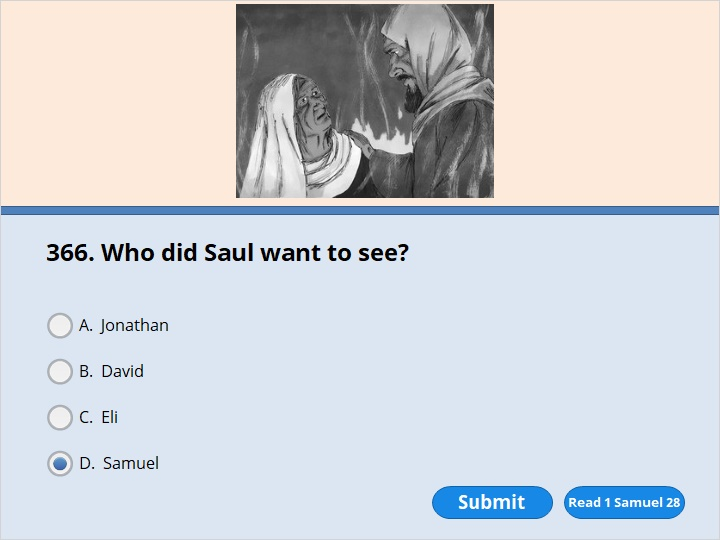 366. Who did Saul want to see?
A. Jonathan
B. David
C. Eli
D. Samuel
Submit
Read 1 Samuel 28